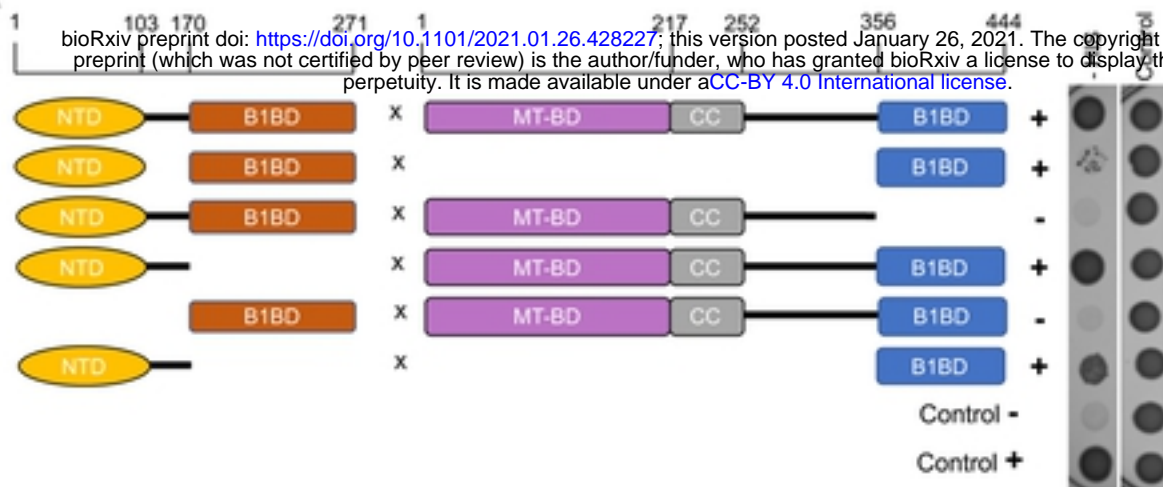 1 103 170 271 1 217 252 356 444
bioRxiv preprint doi: https://doi.org/10.1101/2021.01.26.428227; this version posted January 26, 2021. The copyright
preprint (which was not certified by peer review) is the author/funder, who has granted bioRxiv a license to display
perpetuity. It is made available under aCC-BY 4.0 International license.
NTD B1BD x MT-BD CC B1BD +
NTD B1BD x B1BD +
NTD B1BD x MT-BD CC -
NTD x MT-BD CC B1BD +
B1BD x MT-BD CC B1BD -
NTD x B1BD +
Control -
Control +